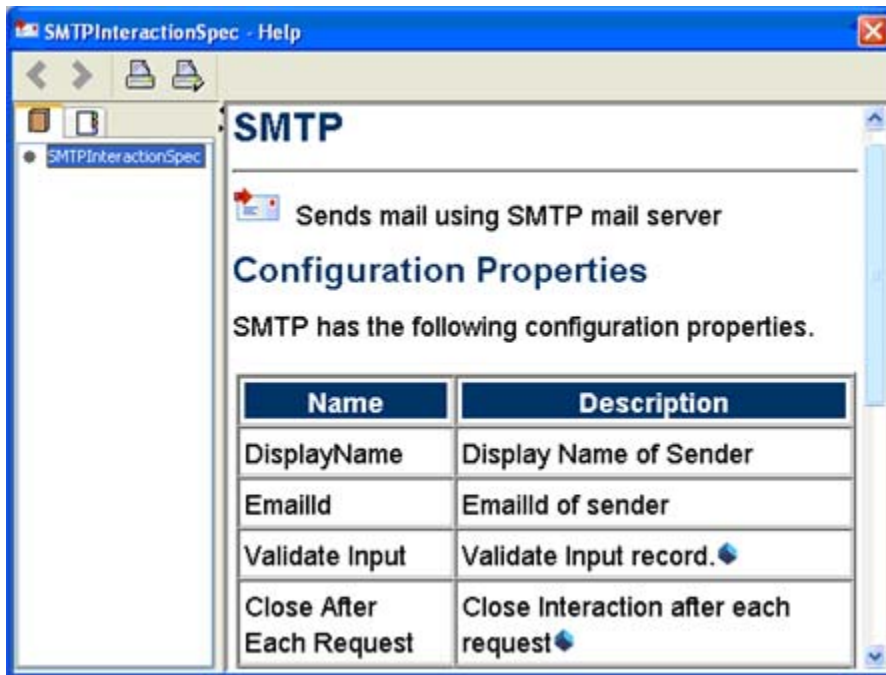 SMTPInteractionSpec - Help
SMTPInteractionSpec
SMTP
Sends mail using SMTP mail server
Configuration Properties
SMTP has the following configuration properties.
Name Description
DisplayName Display Name of Sender
EmailId EmailId of sender
Validate Input Validate Input record.
Close After Close Interaction after each
Each Request request